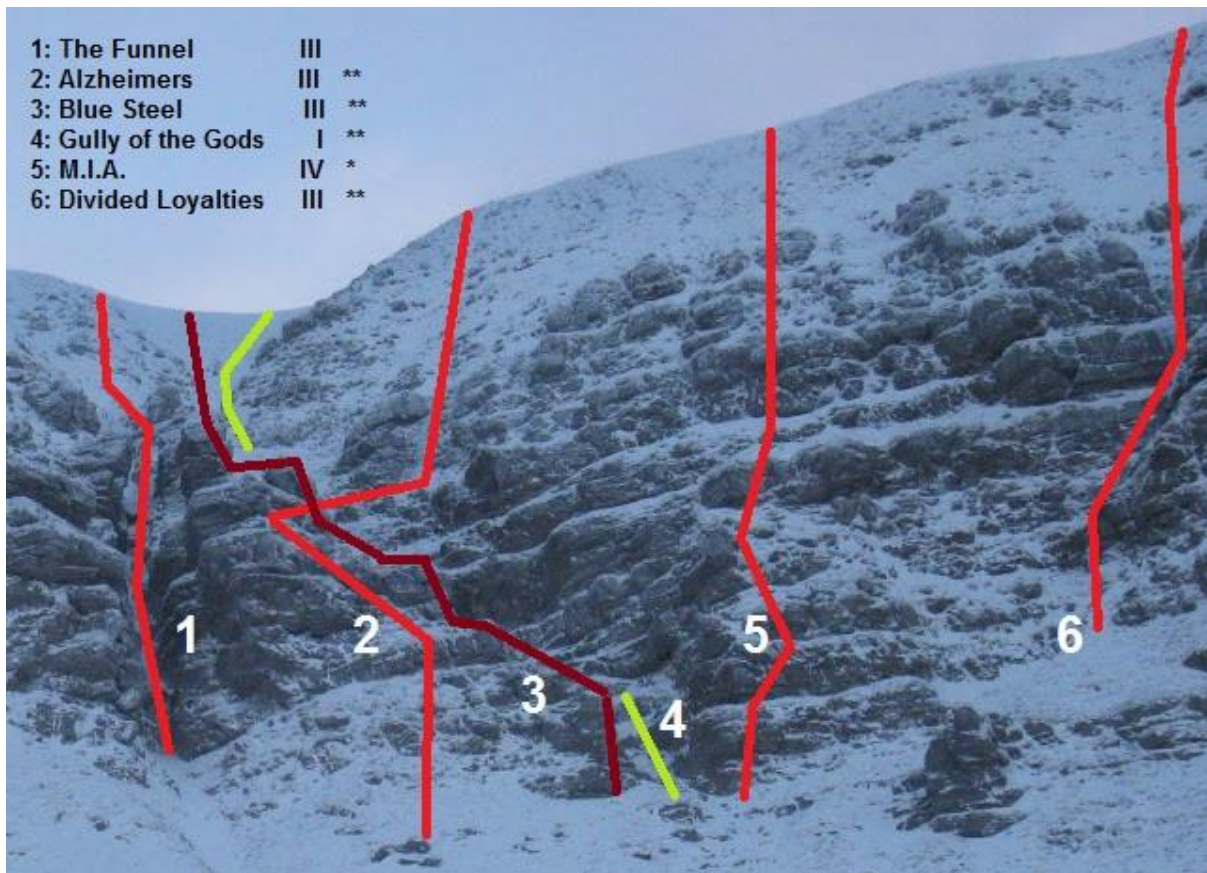 1: The Funnel III
2: Alzheimers III **
3: Blue Steel III **
4: Gully of the Gods I **
5: M.I.A. IV *
6: Divided Loyalties III **
1
2
3
4
5
6